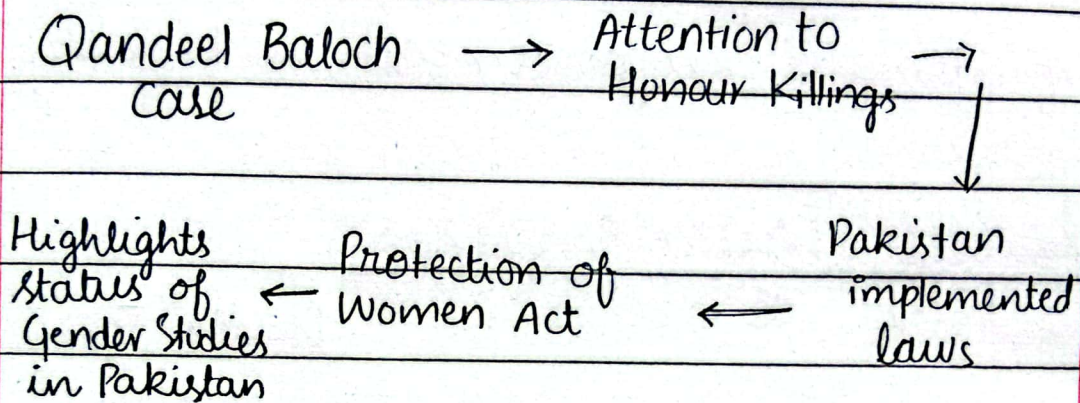 Qandeel Baloch → Attention to →
Case Honour Killings
↓
Highlights Protection of Pakistan
status of ← Women Act ← implemented
Gender Studies laws
in Pakistan